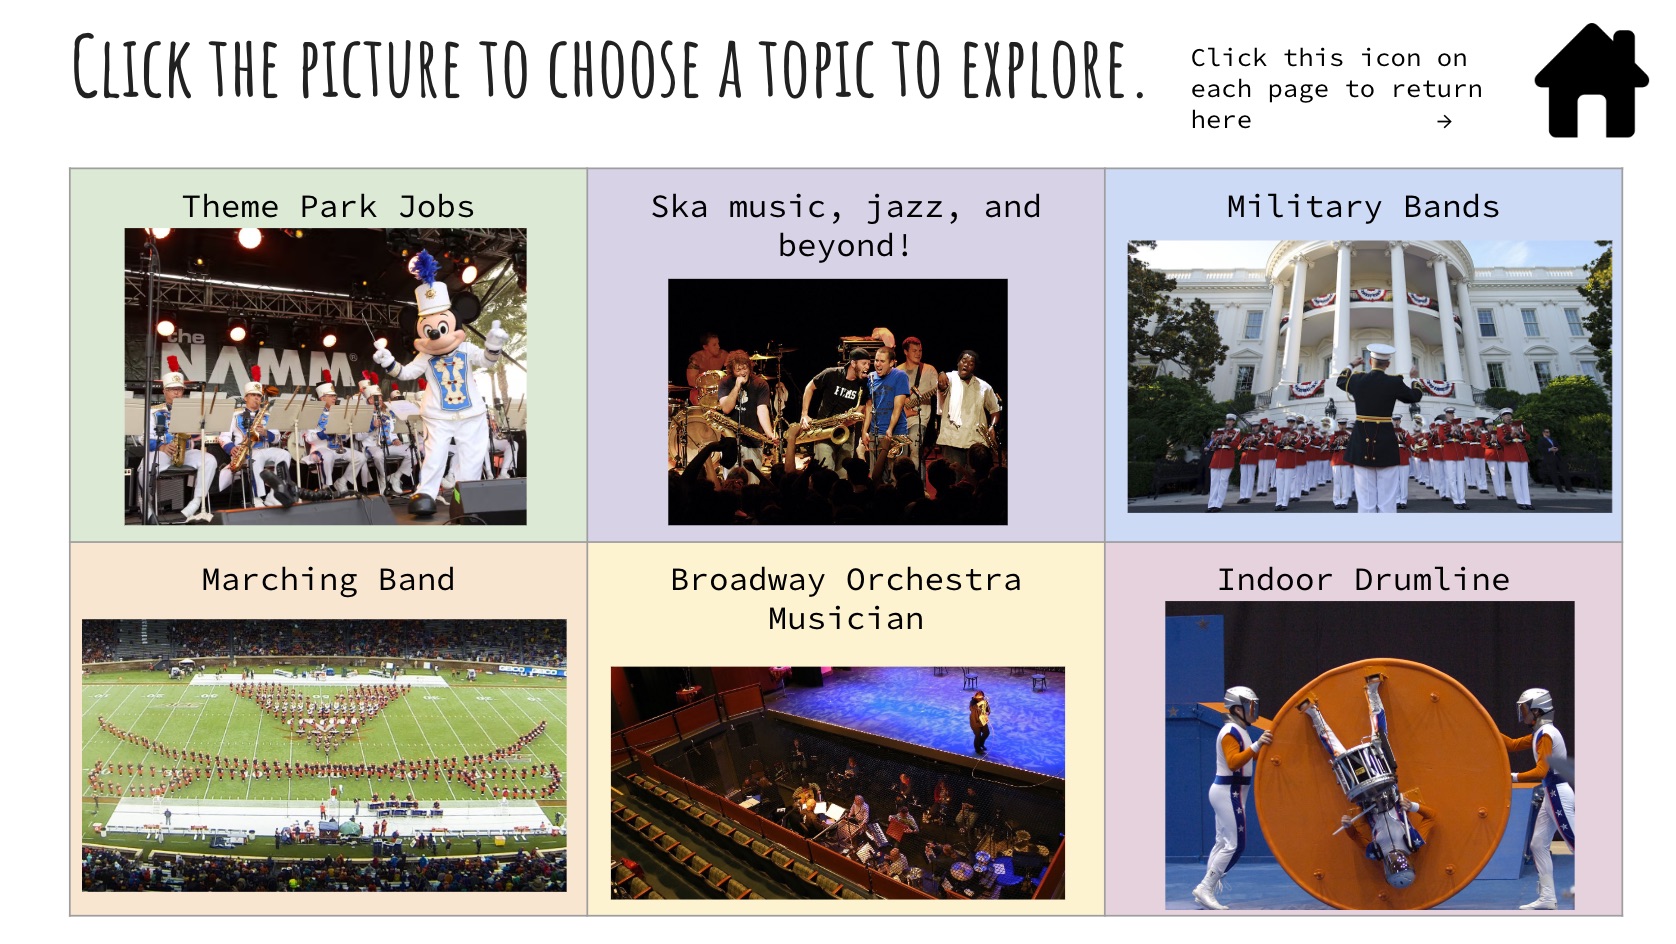 Click the picture to choose a topic to explore.
Click this icon on
each page to return
here →
Theme Park Jobs
the
NAMM®
Ska music, jazz, and
beyond!
Military Bands
Marching Band
Broadway Orchestra
Musician
Indoor Drumline